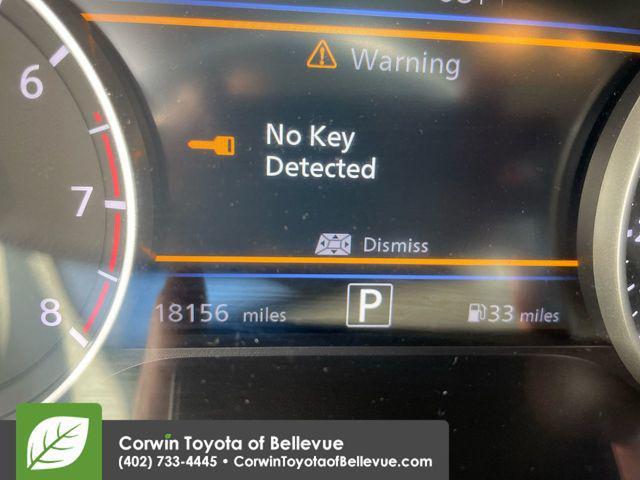 Warning
6
No Key
Detected
7
Dismiss
8
18156 miles
P
33 miles
Corwin Toyota of Bellevue
(402) 733-4445 • CorwinToyotaofBellevue.com